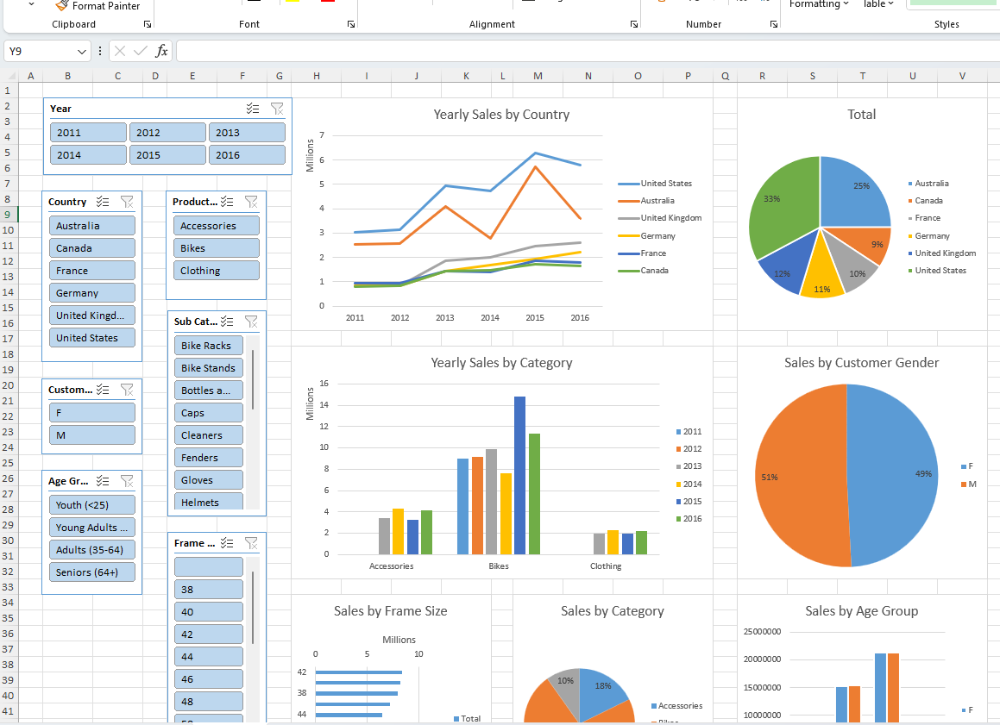 Format Painter
Formatting
Table
Clipboard
Font
Alignment
Number
Styles
Y9
fx
A B C D E F G H I J K L M N O P Q R S T U V
1
2
3
4
5
6
7
8
9
10
11
12
13
14
15
16
17
18
19
20
21
22
23
24
25
26
27
28
29
30
31
32
33
34
35
36
37
38
39
40
41
Year
2011 2012 2013
2014 2015 2016
Country
Australia
Canada
France
Germany
United Kingd...
United States
Custom...
F
M
Age Gr...
Youth (<25)
Young Adults ...
Adults (35-64)
Seniors (64+)
Product...
Accessories
Bikes
Clothing
Sub Cat...
Bike Racks
Bike Stands
Bottles a...
Caps
Cleaners
Fenders
Gloves
Helmets
Frame ...
38
40
42
44
46
48
Yearly Sales by Country
Millions
7
6
5
4
3
2
1
0
2011 2012 2013 2014 2015 2016
United States
Australia
United Kingdom
Germany
France
Canada
Total
25%
9%
10%
11%
12%
33%
Australia
Canada
France
Germany
United Kingdom
United States
Yearly Sales by Category
Millions
16
14
12
10
8
6
4
2
0
Accessories Bikes Clothing
2011
2012
2013
2014
2015
2016
Sales by Customer Gender
51%
49%
F
M
Sales by Frame Size
Millions
0 5 10
42
38
44
Total
Sales by Category
10%
18%
Accessories
Bikes
Sales by Age Group
25000000
20000000
15000000
10000000
F